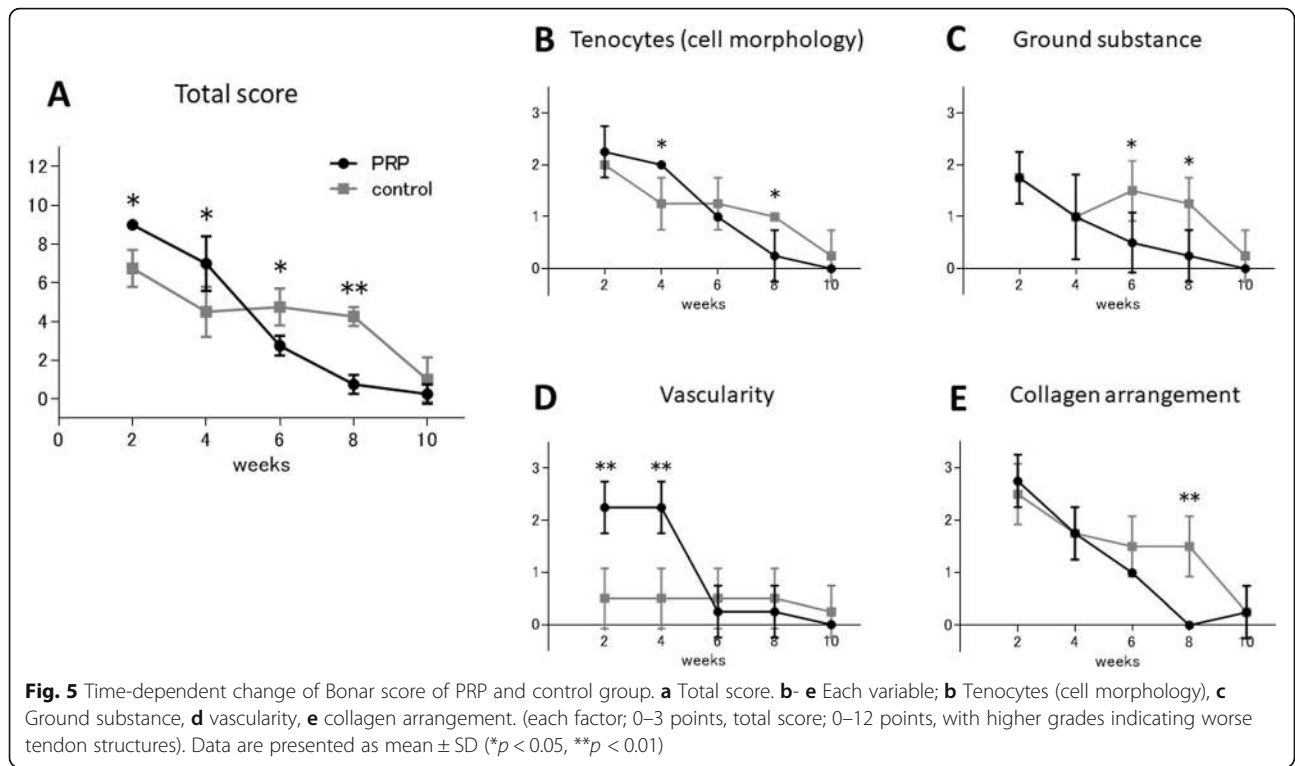 A Total score
PRP
control
12
10
8
6
4
2
0
* * * **
0 2 4 6 8 10
weeks
B Tenocytes (cell morphology)
3
2
1
0
* *
2 4 6 8 10
weeks
C Ground substance
3
2
1
0
* *
2 4 6 8 10
weeks
D Vascularity
3
2
1
0
** **
2 4 6 8 10
weeks
E Collagen arrangement
3
2
1
0
**
2 4 6 8 10
weeks
Fig. 5 Time-dependent change of Bonar score of PRP and control group. a Total score. b- e Each variable; b Tenocytes (cell morphology), c
Ground substance, d vascularity, e collagen arrangement. (each factor; 0–3 points, total score; 0–12 points, with higher grades indicating worse
tendon structures). Data are presented as mean ± SD (*p < 0.05, **p < 0.01)